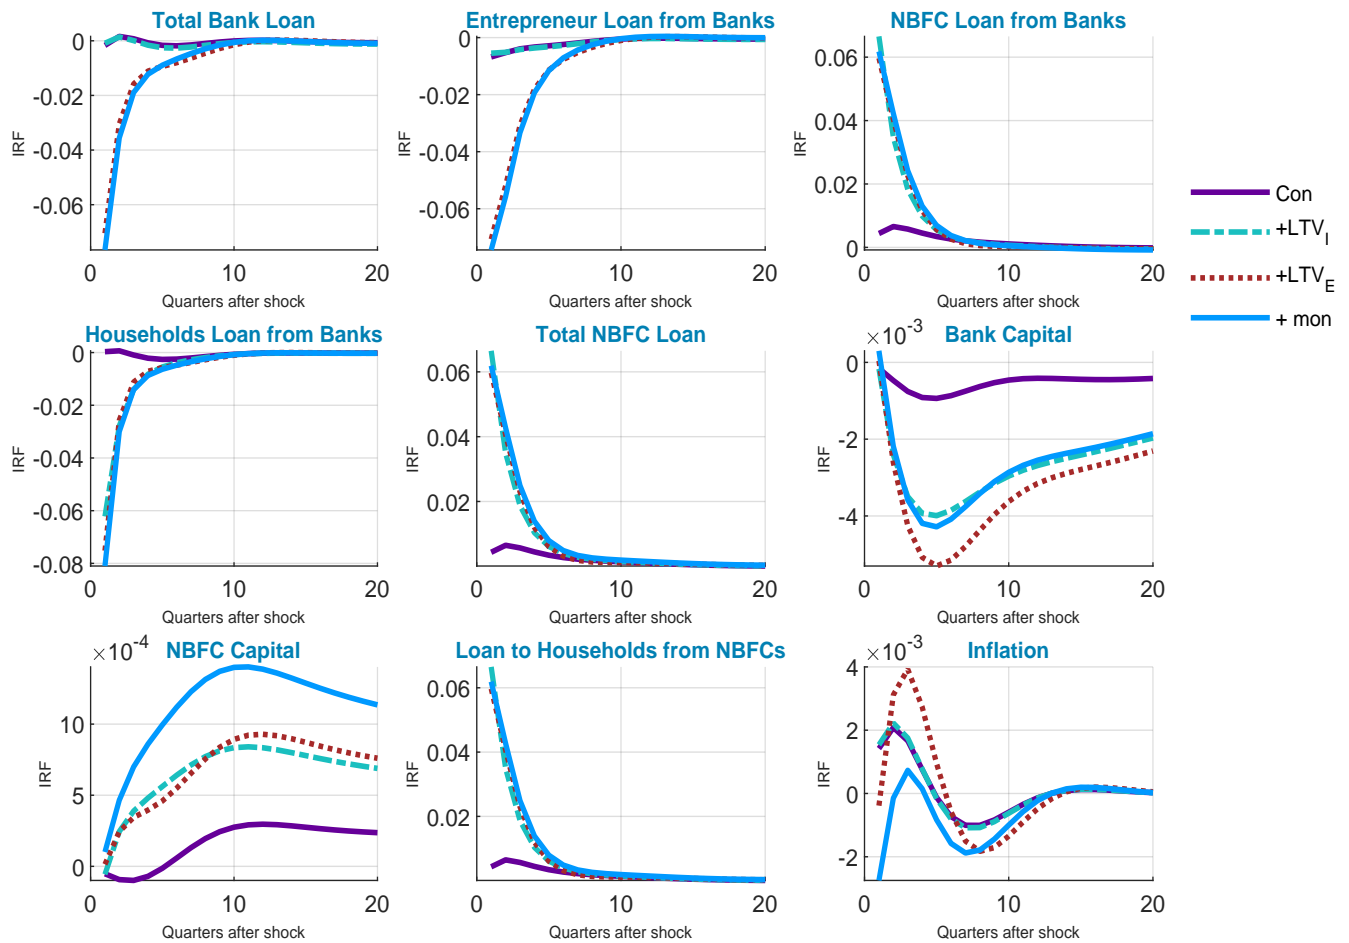 Total Bank Loan
0
-0.02
-0.04
-0.06
IRF
0 10 20
Quarters after shock
Entrepreneur Loan from Banks
0
-0.02
-0.04
-0.06
IRF
0 10 20
Quarters after shock
NBFC Loan from Banks
0.06
0.04
0.02
0
IRF
0 10 20
Quarters after shock
Con
+LTV_I
+LTV_E
+ mon
Households Loan from Banks
0
-0.02
-0.04
-0.06
-0.08
IRF
0 10 20
Quarters after shock
Total NBFC Loan
0.06
0.04
0.02
IRF
0 10 20
Quarters after shock
×10^-3
Bank Capital
0
-2
-4
IRF
0 10 20
Quarters after shock
×10^-4
NBFC Capital
10
5
0
IRF
0 10 20
Quarters after shock
Loan to Households from NBFCs
0.06
0.04
0.02
IRF
0 10 20
Quarters after shock
×10^-3
Inflation
4
2
0
-2
IRF
0 10 20
Quarters after shock